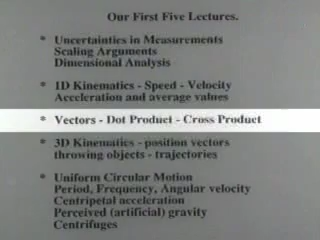 Our First Five Lectures.
* Uncertainties in Measurements
Scaling Arguments
Dimensional Analysis
* 1D Kinematics - Speed - Velocity
Acceleration and average values
* Vectors - Dot Product - Cross Product
* 3D Kinematics - position vectors
throwing objects - trajectories
* Uniform Circular Motion
Period, Frequency, Angular velocity
Centripetal acceleration
Perceived (artificial) gravity
Centrifuges